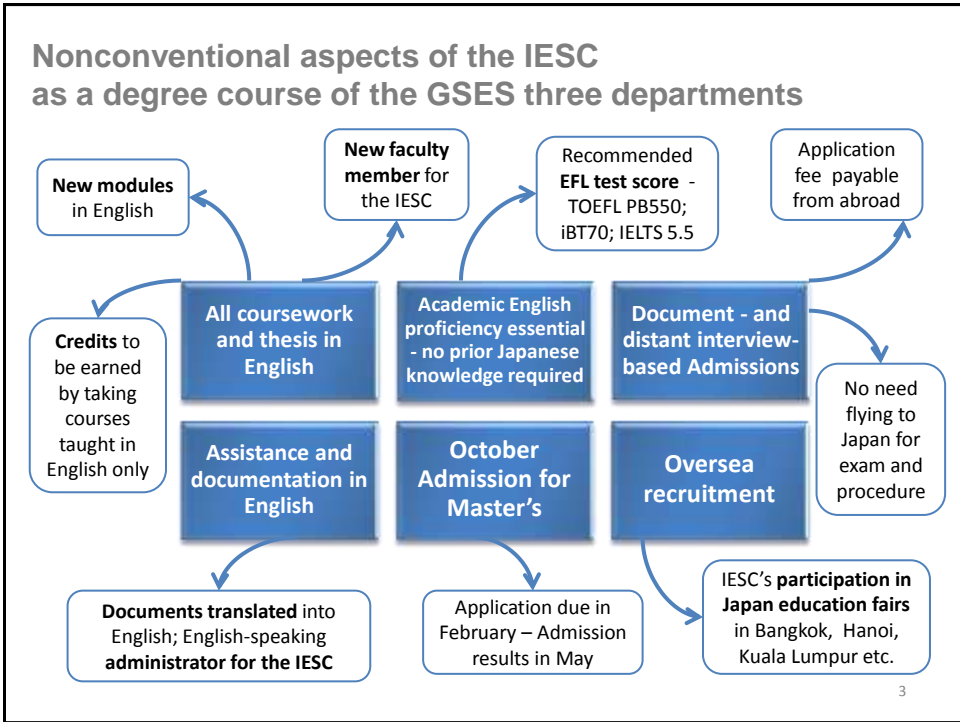 Nonconventional aspects of the IESC
as a degree course of the GSES three departments
New modules
in English
New faculty
member for
the IESC
Recommended
EFL test score -
TOEFL PB550;
iBT70; IELTS 5.5
Application
fee payable
from abroad
Credits to
be earned
by taking
courses
taught in
English only
All coursework
and thesis in
English
Academic English
proficiency essential
- no prior Japanese
knowledge required
Document - and
distant interview-
based Admissions
No need
flying to
Japan for
exam and
procedure
Assistance and
documentation in
English
October
Admission for
Master's
Oversea
recruitment
Documents translated into
English; English-speaking
administrator for the IESC
Application due in
February – Admission
results in May
IESC's participation in
Japan education fairs
in Bangkok, Hanoi,
Kuala Lumpur etc.
3